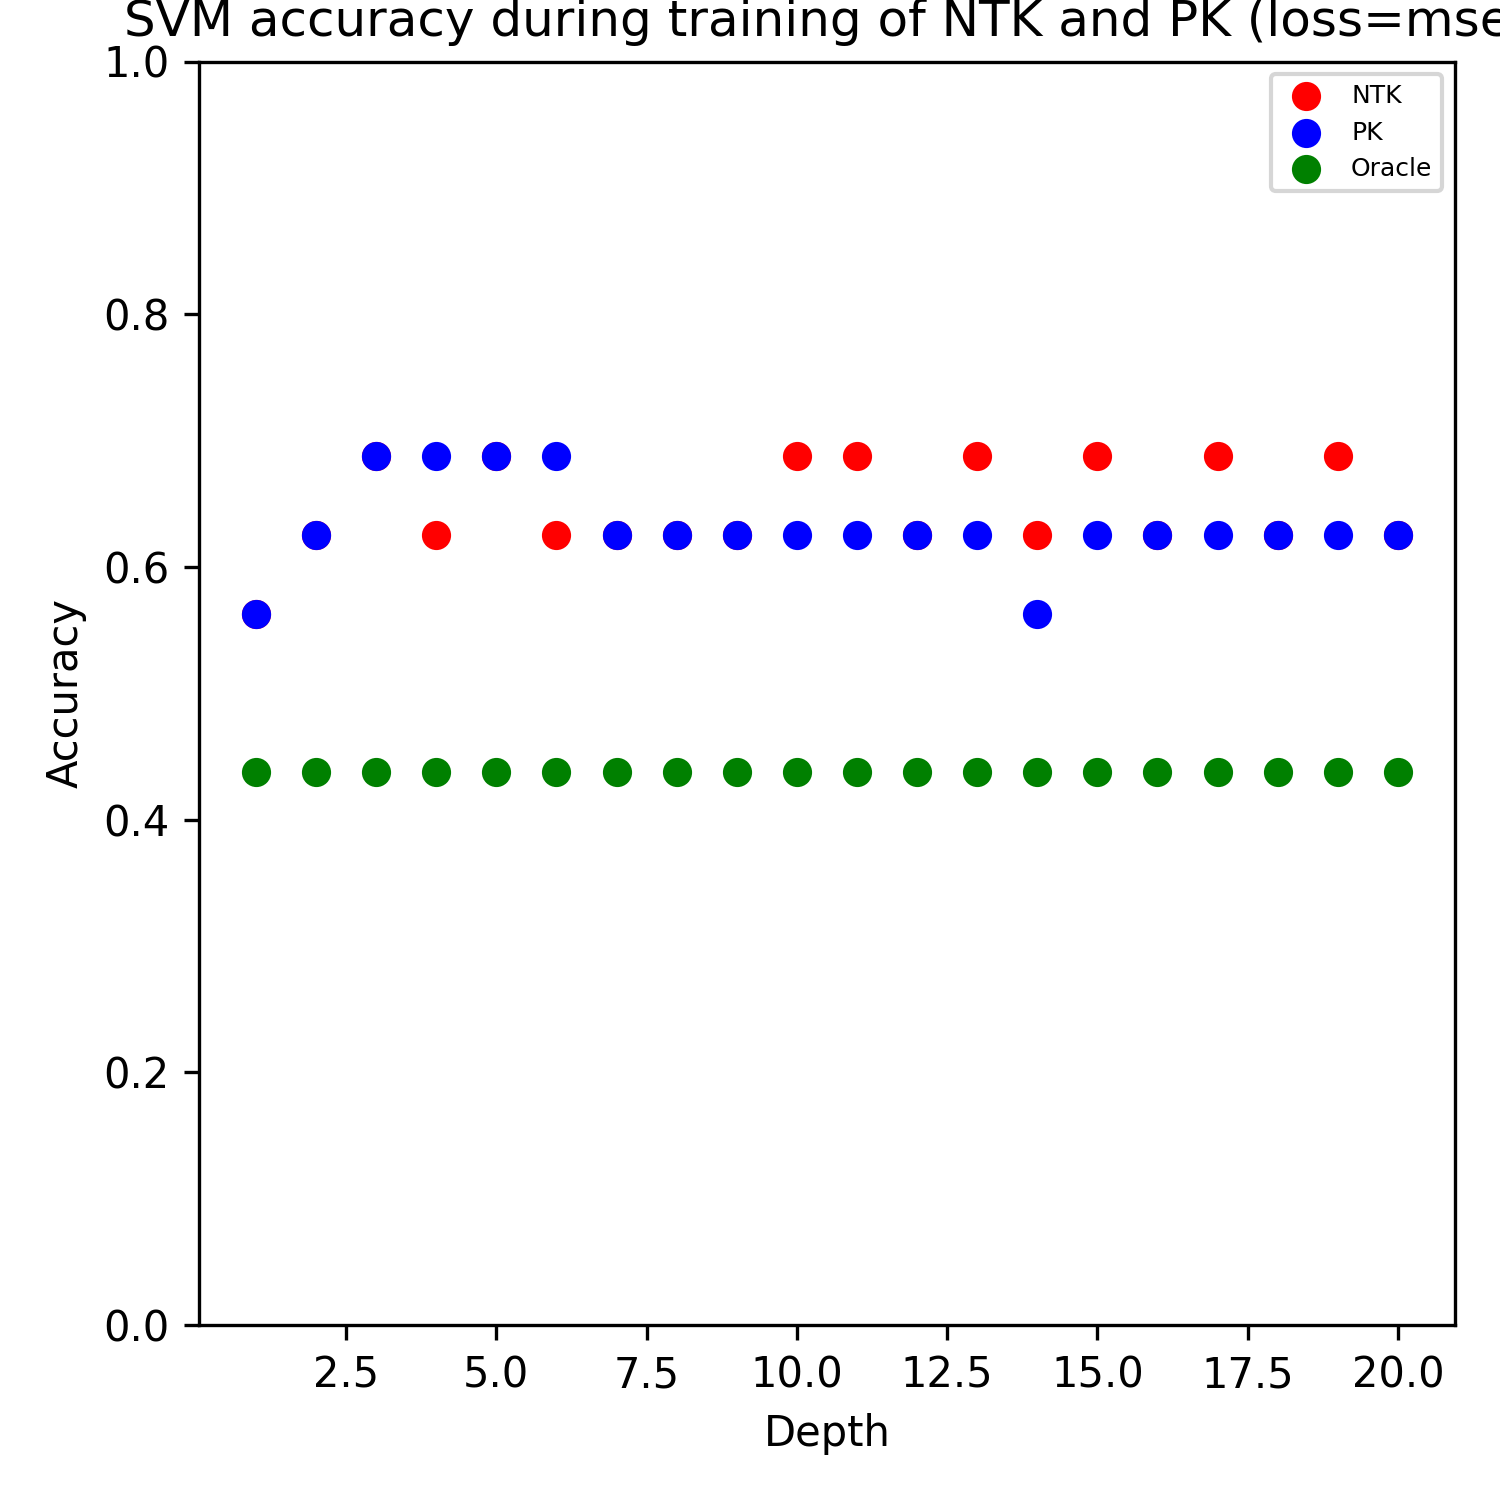 SVM accuracy during training of NTK and PK (loss=mse
1.0
NTK
PK
Oracle
0.8
0.6
0.4
0.2
0.0
Accuracy
2.5 5.0 7.5 10.0 12.5 15.0 17.5 20.0
Depth